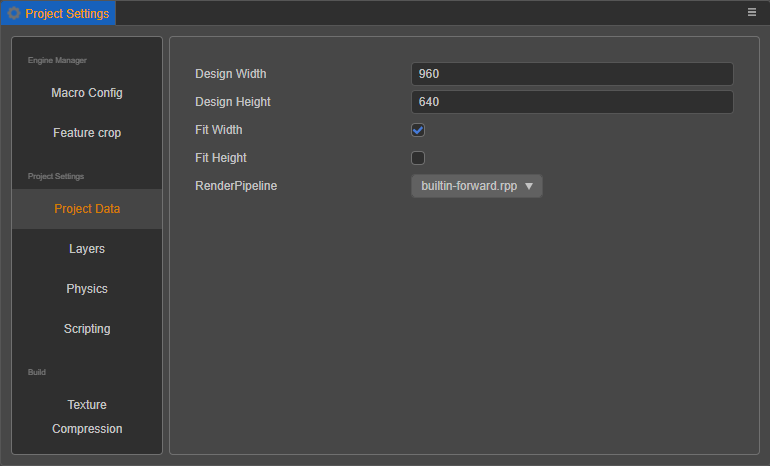 Project Settings
Engine Manager
Macro Config
Feature crop
Project Settings
Project Data
Layers
Physics
Scripting
Build
Texture
Compression
Design Width 960
Design Height 640
Fit Width
Fit Height
RenderPipeline builtin-forward.rpp